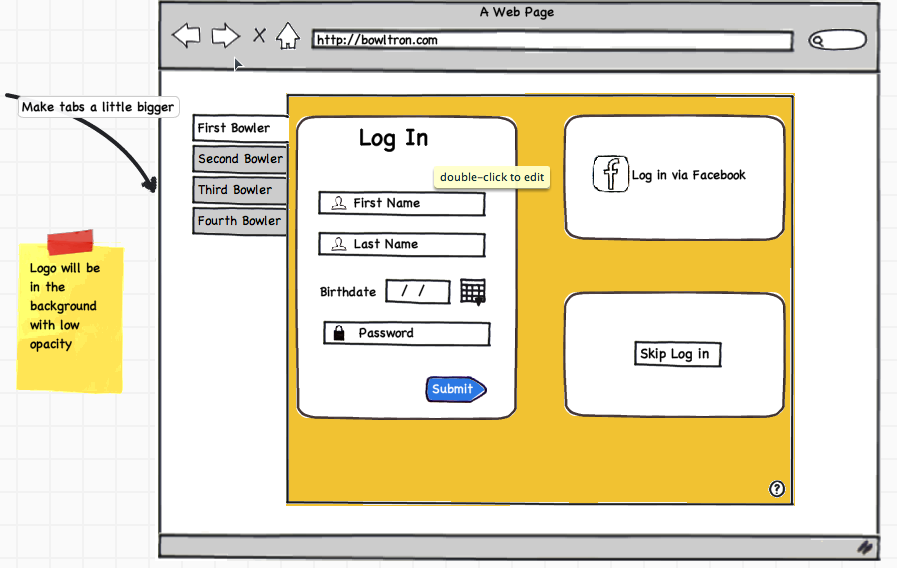 A Web Page
http://bowltron.com
Make tabs a little bigger
First Bowler
Second Bowler
Third Bowler
Fourth Bowler
Log In
double-click to edit
First Name
Last Name
Birthdate / /
Password
Submit
f Log in via Facebook
Skip Log in
?
Logo will be
in the
background
with low
opacity